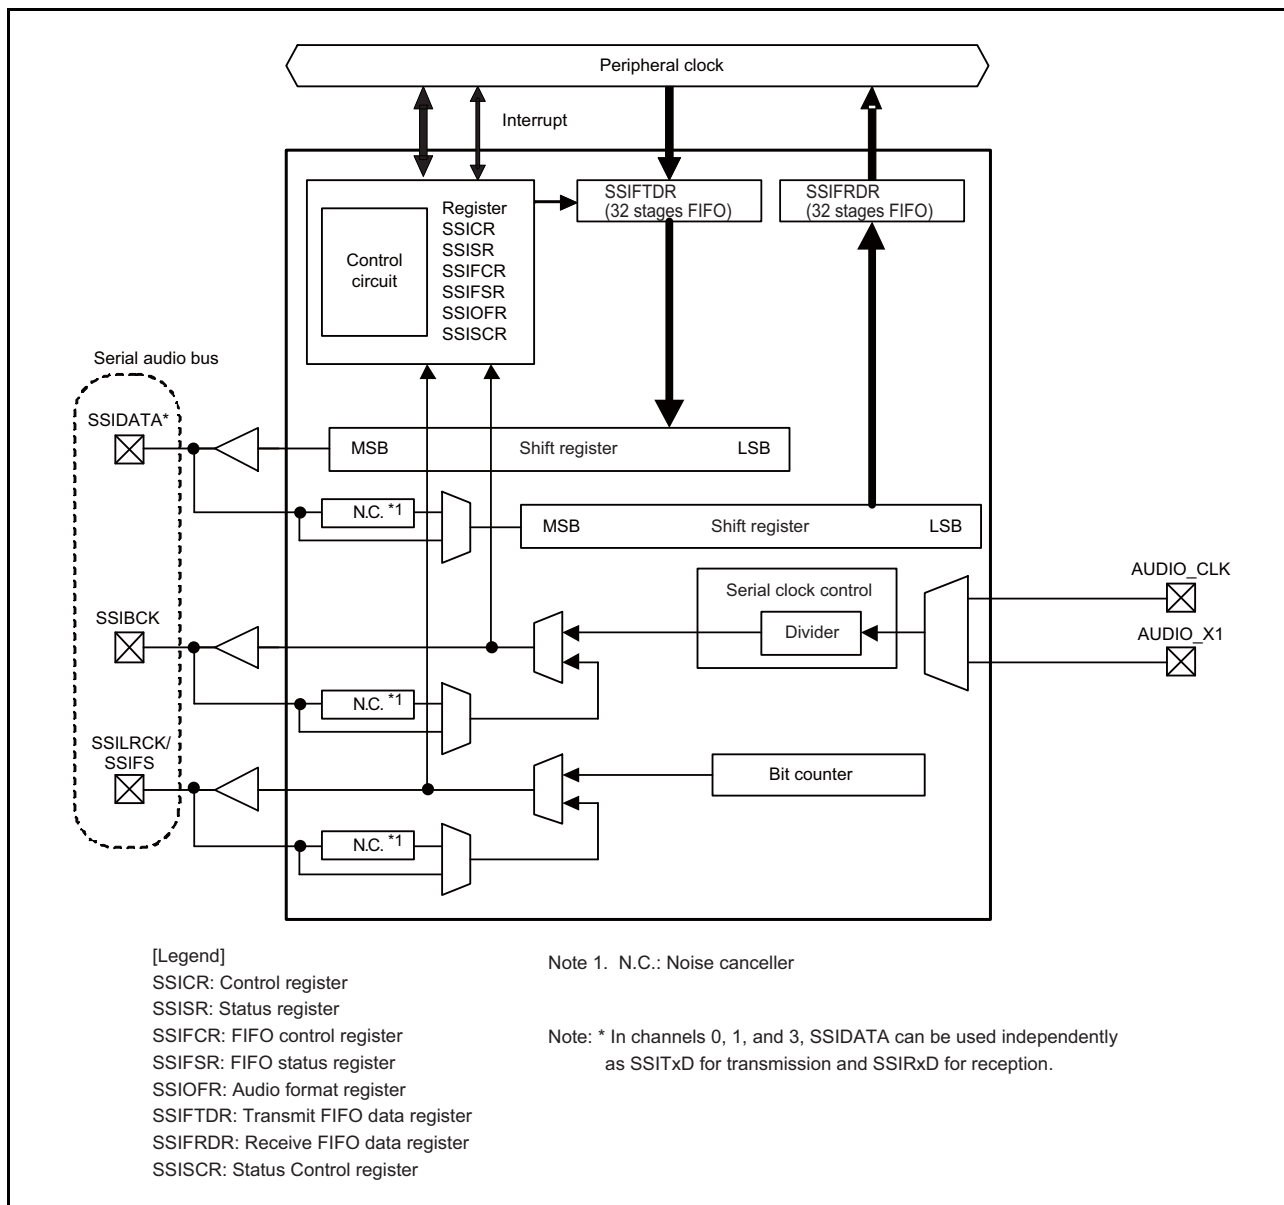 Peripheral clock
Interrupt
SSIFTDR
(32 stages FIFO)
SSIFRDR
(32 stages FIFO)
Control
circuit
Register
SSICR
SSISR
SSIFCR
SSIFSR
SSIOFR
SSISCR
Serial audio bus
SSIDATA*
MSB Shift register LSB
N.C. *1
MSB Shift register LSB
AUDIO_CLK
Serial clock control
Divider
AUDIO_X1
SSIBCK
N.C. *1
SSILRCK/
SSIFS
Bit counter
N.C. *1
[Legend]
SSICR: Control register
SSISR: Status register
SSIFCR: FIFO control register
SSIFSR: FIFO status register
SSIOFR: Audio format register
SSIFTDR: Transmit FIFO data register
SSIFRDR: Receive FIFO data register
SSISCR: Status Control register
Note 1. N.C.: Noise canceller
Note: * In channels 0, 1, and 3, SSIDATA can be used independently
as SSITxD for transmission and SSIRxD for reception.